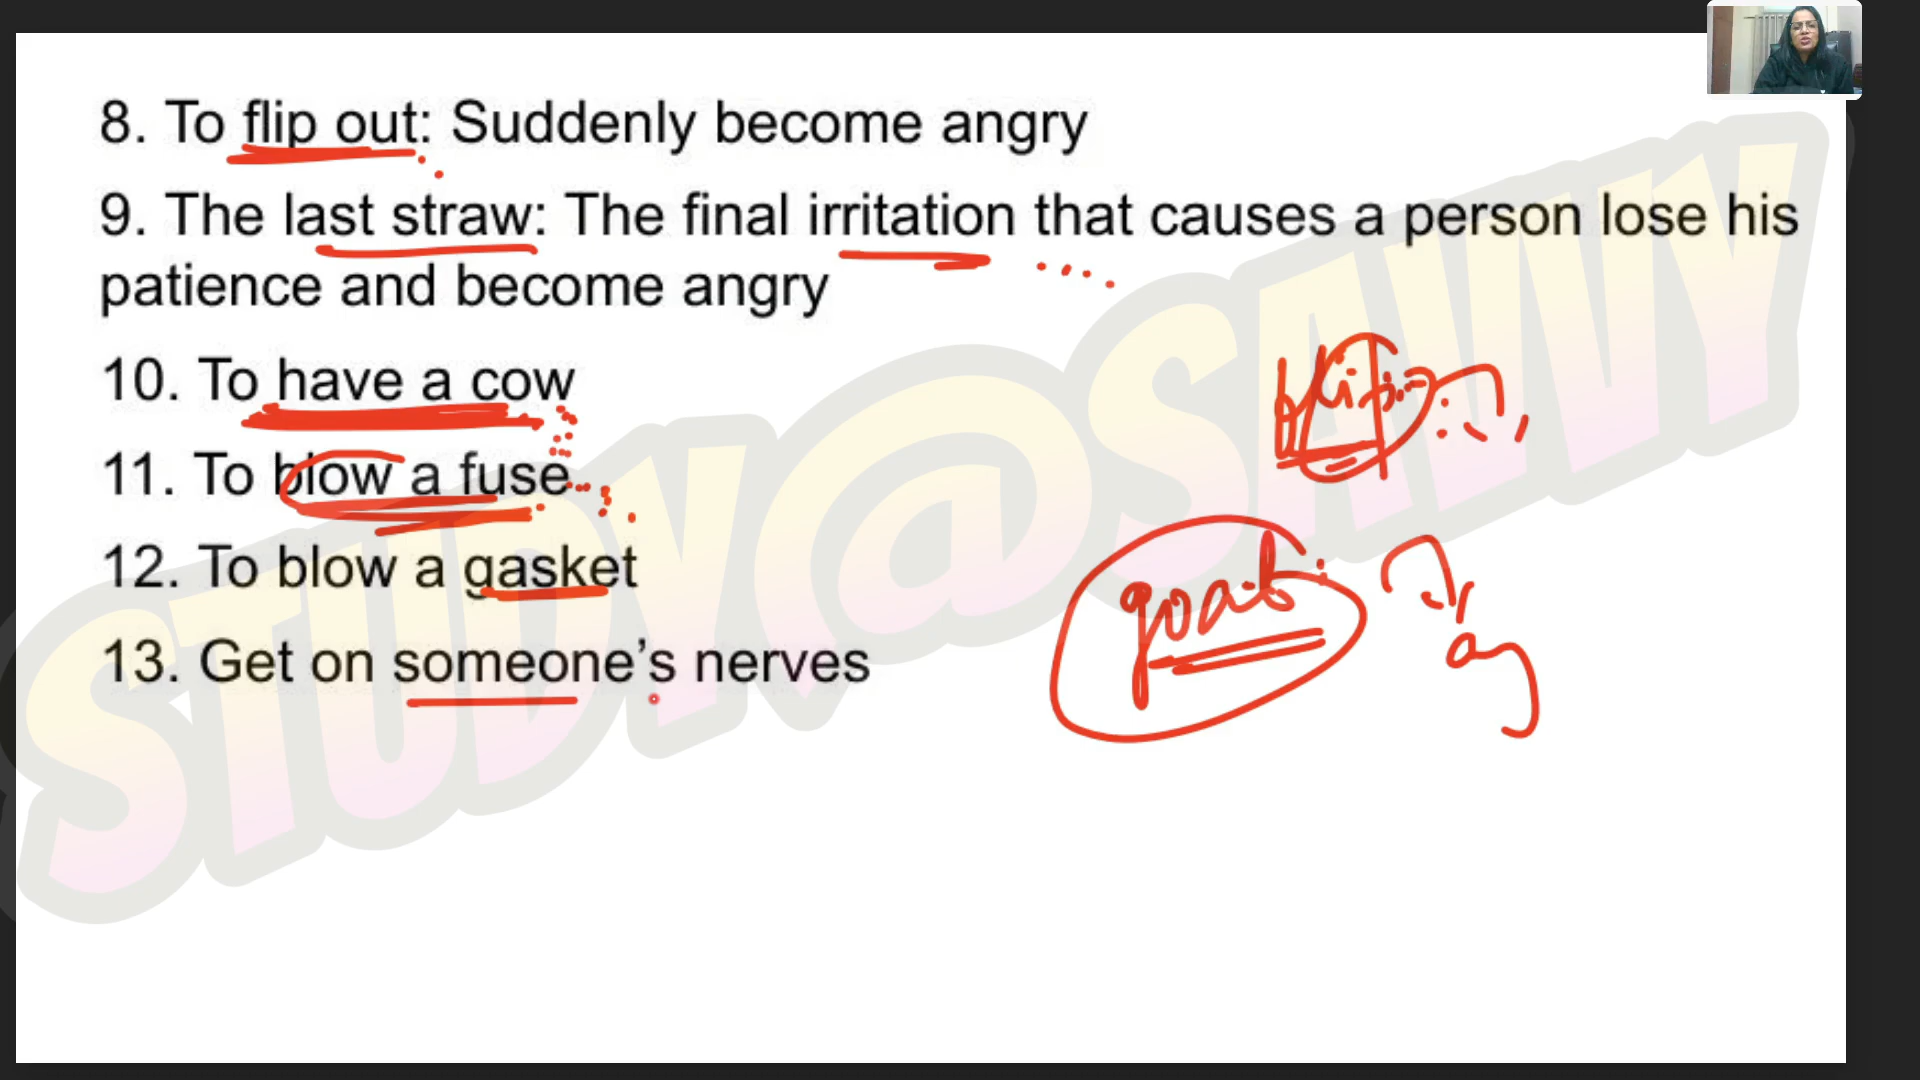 8. To flip out: Suddenly become angry
9. The last straw: The final irritation that causes a person lose his
patience and become angry
10. To have a cow
11. To blow a fuse
12. To blow a gasket
13. Get on someone’s nerves
goat
STUDY@SAVVY